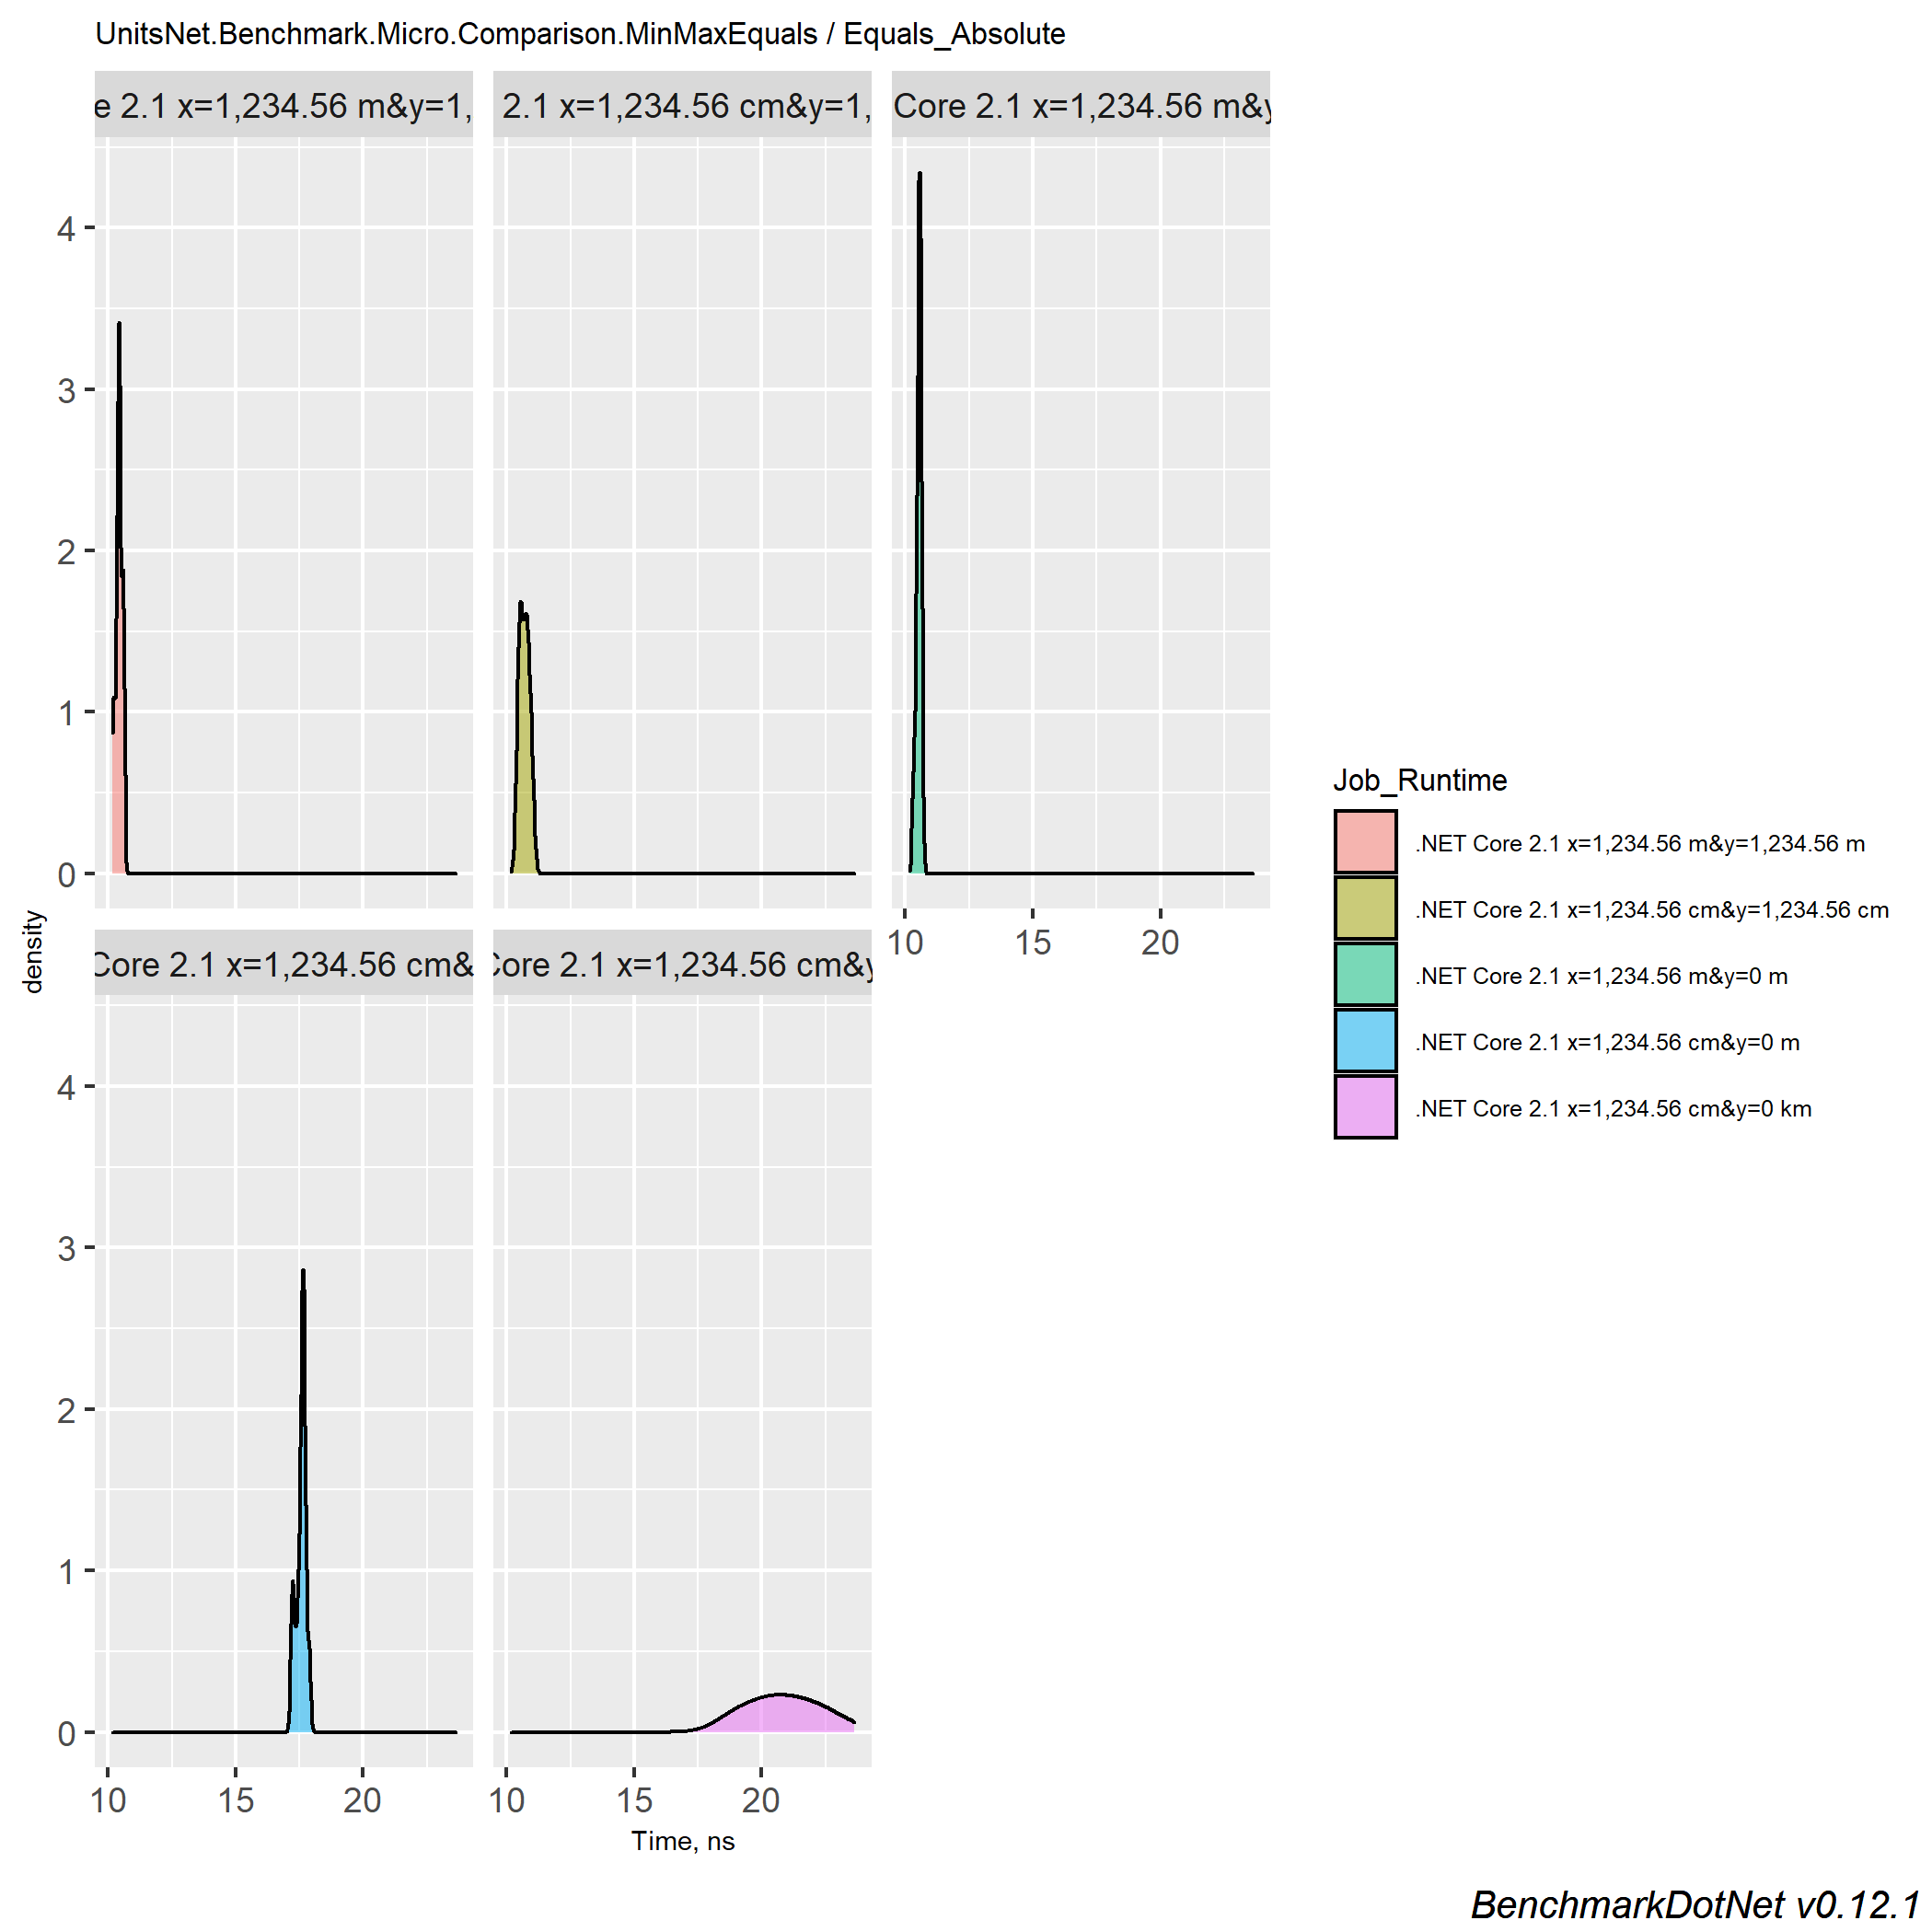 UnitsNet.Benchmark.Micro.Comparison.MinMaxEquals / Equals_Absolute
e 2.1 x=1,234.56 m&y=1,
2.1 x=1,234.56 cm&y=1,
Core 2.1 x=1,234.56 m&y
4
3
2
1
0
10 15 20
density
Core 2.1 x=1,234.56 cm&
Core 2.1 x=1,234.56 cm&y
4
3
2
1
0
10 15 20
10 15 20
Time, ns
Job_Runtime
.NET Core 2.1 x=1,234.56 m&y=1,234.56 m
.NET Core 2.1 x=1,234.56 cm&y=1,234.56 cm
.NET Core 2.1 x=1,234.56 m&y=0 m
.NET Core 2.1 x=1,234.56 cm&y=0 m
.NET Core 2.1 x=1,234.56 cm&y=0 km
BenchmarkDotNet v0.12.1